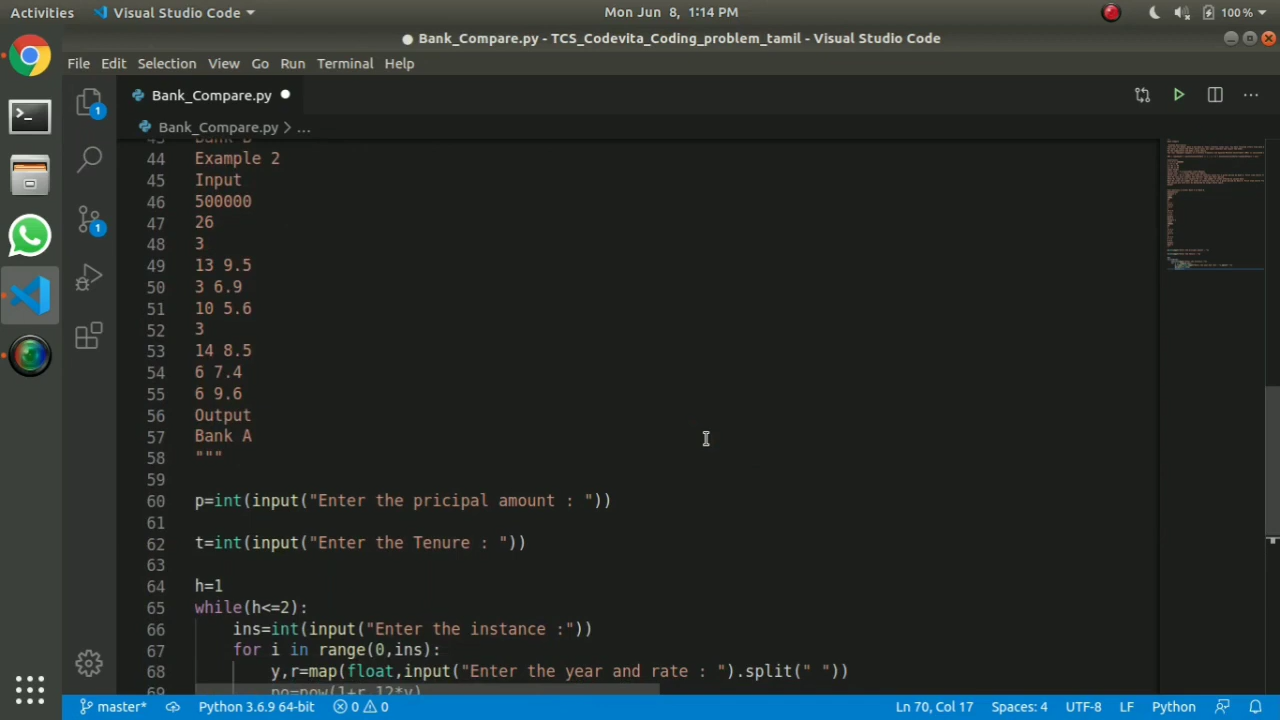 Activities
Visual Studio Code
Mon Jun 8, 1:14 PM
100%
● Bank_Compare.py - TCS_Codevita_Coding_problem_tamil - Visual Studio Code
File Edit Selection View Go Run Terminal Help
Bank_Compare.py
1
Bank_Compare.py > ...
44 Example 2
45 Input
46 500000
47 26
48 3
49 13 9.5
50 3 6.9
51 10 5.6
52 3
53 14 8.5
54 6 7.4
55 6 9.6
56 Output
57 Bank A
58 """
59
60 p=int(input("Enter the pricipal amount : "))
61
62 t=int(input("Enter the Tenure : "))
63
64 h=1
65 while(h<=2):
66 ins=int(input("Enter the instance :"))
67 for i in range(0,ins):
68 y,r=map(float,input("Enter the year and rate : ").split(" "))
1
master*
Python 3.6.9 64-bit
0
0
Ln 70, Col 17
Spaces: 4
UTF-8
LF
Python